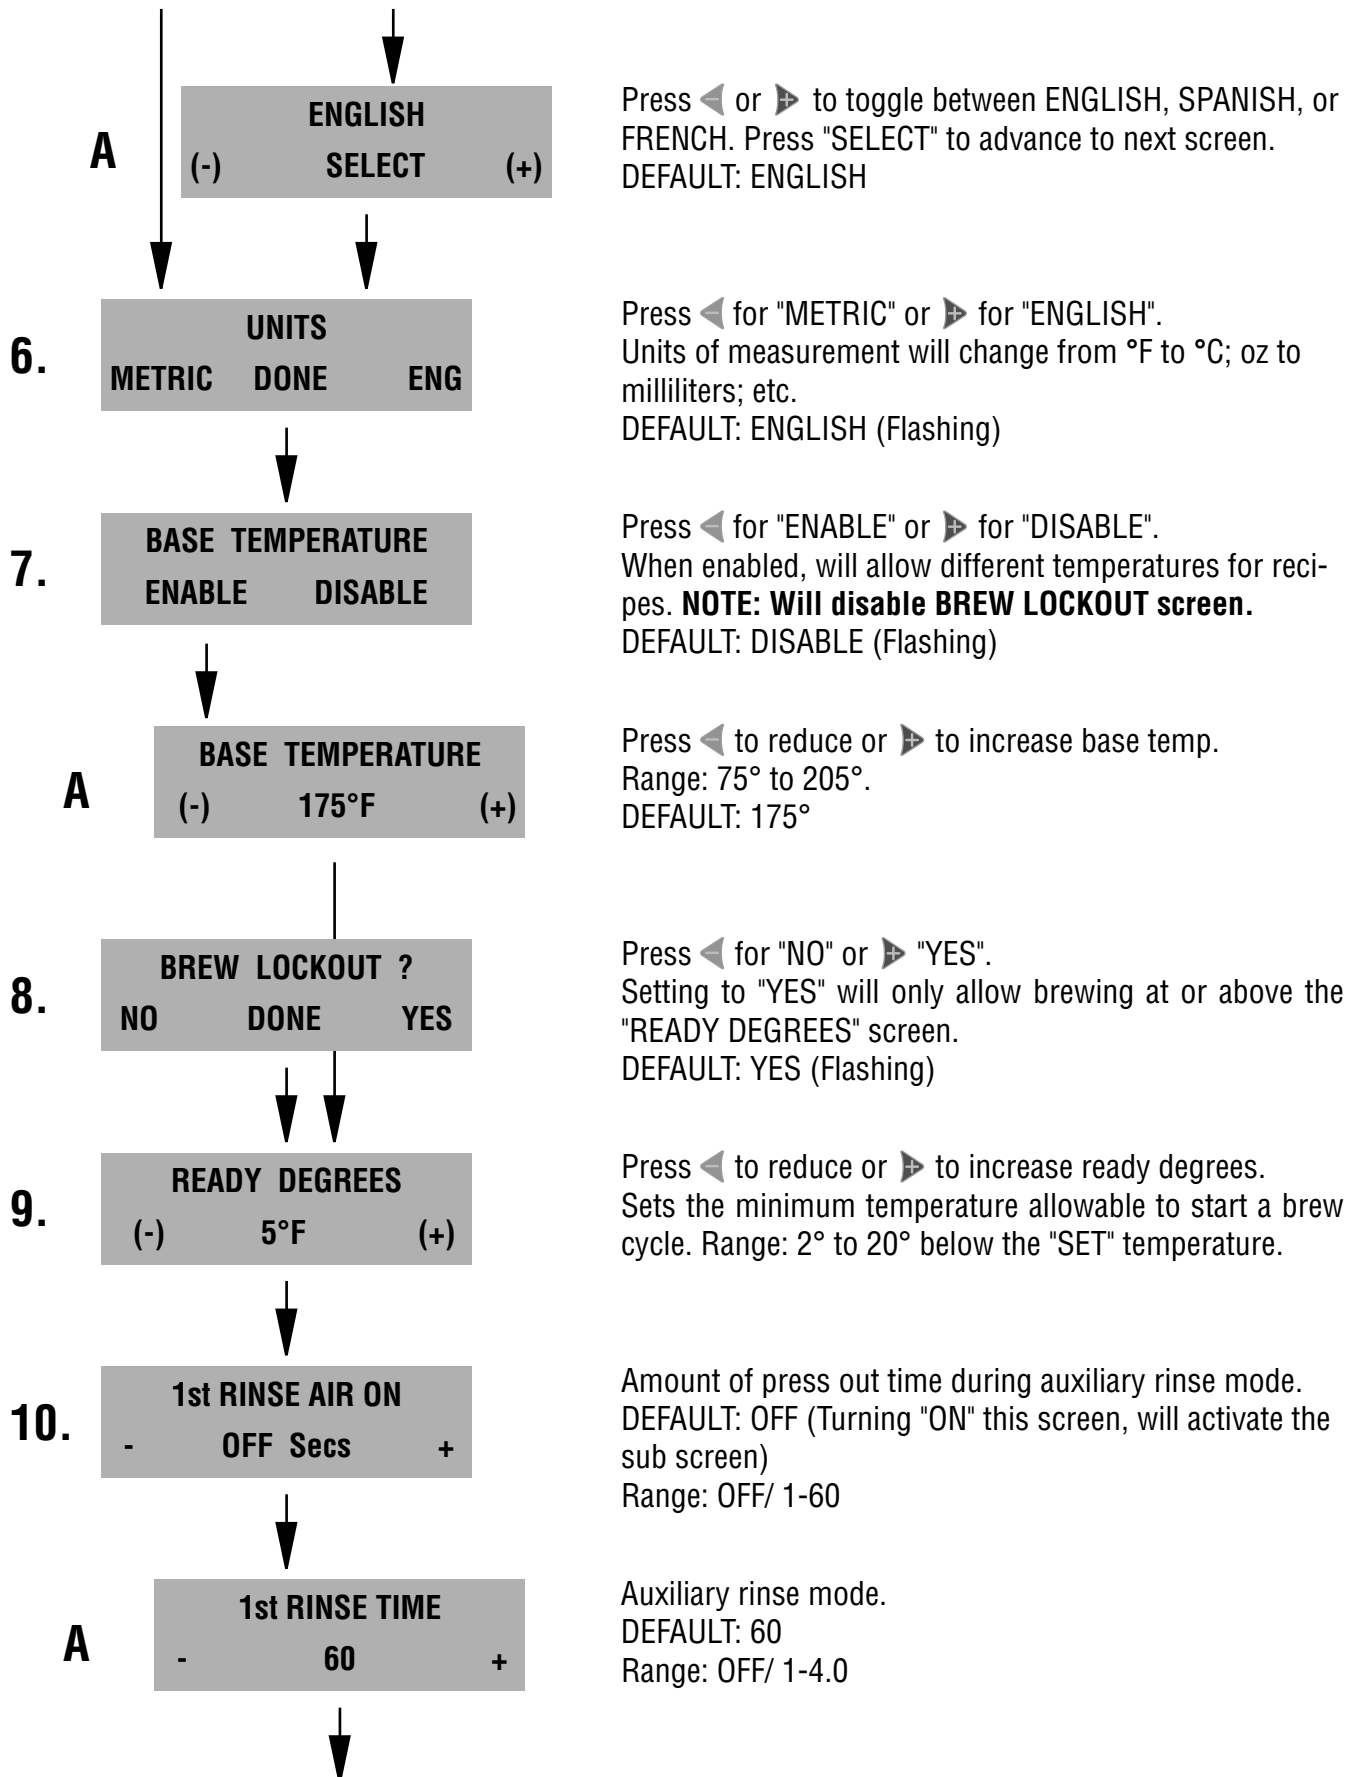 A
ENGLISH
(-) SELECT (+)
Press or to toggle between ENGLISH, SPANISH, or
FRENCH. Press "SELECT" to advance to next screen.
DEFAULT: ENGLISH
6.
UNITS
METRIC DONE ENG
Press for "METRIC" or for "ENGLISH".
Units of measurement will change from °F to °C; oz to
milliliters; etc.
DEFAULT: ENGLISH (Flashing)
7.
BASE TEMPERATURE
ENABLE DISABLE
Press for "ENABLE" or for "DISABLE".
When enabled, will allow different temperatures for reci-
pes. NOTE: Will disable BREW LOCKOUT screen.
DEFAULT: DISABLE (Flashing)
A
BASE TEMPERATURE
(-) 175°F (+)
Press to reduce or to increase base temp.
Range: 75° to 205°.
DEFAULT: 175°
8.
BREW LOCKOUT ?
NO DONE YES
Press for "NO" or "YES".
Setting to "YES" will only allow brewing at or above the
"READY DEGREES" screen.
DEFAULT: YES (Flashing)
9.
READY DEGREES
(-) 5°F (+)
Press to reduce or to increase ready degrees.
Sets the minimum temperature allowable to start a brew
cycle. Range: 2° to 20° below the "SET" temperature.
10.
1st RINSE AIR ON
- OFF Secs +
Amount of press out time during auxiliary rinse mode.
DEFAULT: OFF (Turning "ON" this screen, will activate the
sub screen)
Range: OFF/ 1-60
A
1st RINSE TIME
- 60 +
Auxiliary rinse mode.
DEFAULT: 60
Range: OFF/ 1-4.0